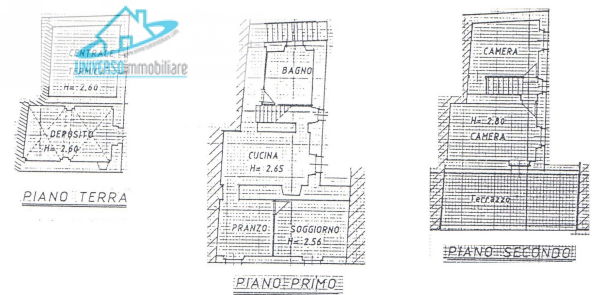 CENTRALE
TERMICA
H= 2.60
UNIVERSOimmobiliare
DEPOSITO
H= 2.60
PIANO TERRA
BAGNO
CUCINA
H= 2.65
PRANZO
SOGGIORNO
H= 2.56
PIANO PRIMO
CAMERA
H= 2.80
CAMERA
Terrazzo
PIANO SECONDO